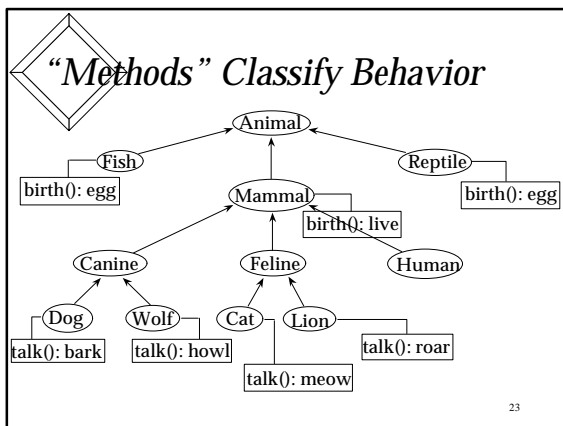 “Methods” Classify Behavior
Animal
Fish
Reptile
birth(): egg
Mammal
birth(): egg
birth(): live
Canine
Feline
Human
Dog
Wolf
Cat
Lion
talk(): bark
talk(): howl
talk(): roar
talk(): meow
23